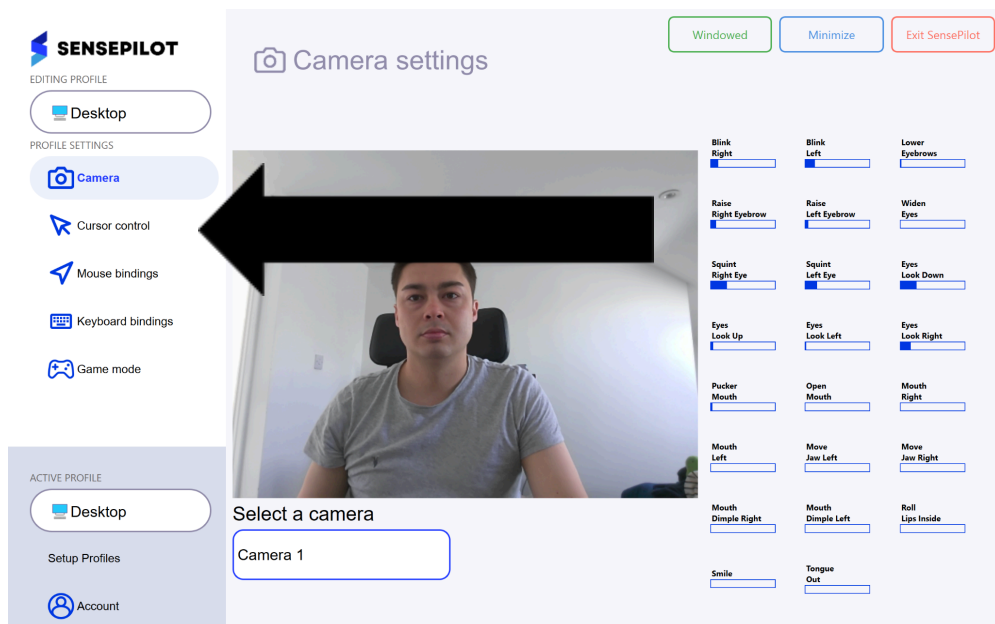 SENSEPILOT
EDITING PROFILE
Desktop
PROFILE SETTINGS
Camera
Cursor control
Mouse bindings
Keyboard bindings
Game mode
ACTIVE PROFILE
Desktop
Setup Profiles
Account
Camera settings
Windowed
Minimize
Exit SensePilot
Select a camera
Camera 1
Blink
Right
Blink
Left
Lower
Eyebrows
Raise
Right Eyebrow
Raise
Left Eyebrow
Widen
Eyes
Squint
Right Eye
Squint
Left Eye
Eyes
Look Down
Eyes
Look Up
Eyes
Look Left
Eyes
Look Right
Pucker
Mouth
Open
Mouth
Mouth
Right
Mouth
Left
Move
Jaw Left
Move
Jaw Right
Mouth
Dimple Right
Mouth
Dimple Left
Roll
Lips Inside
Smile
Tongue
Out